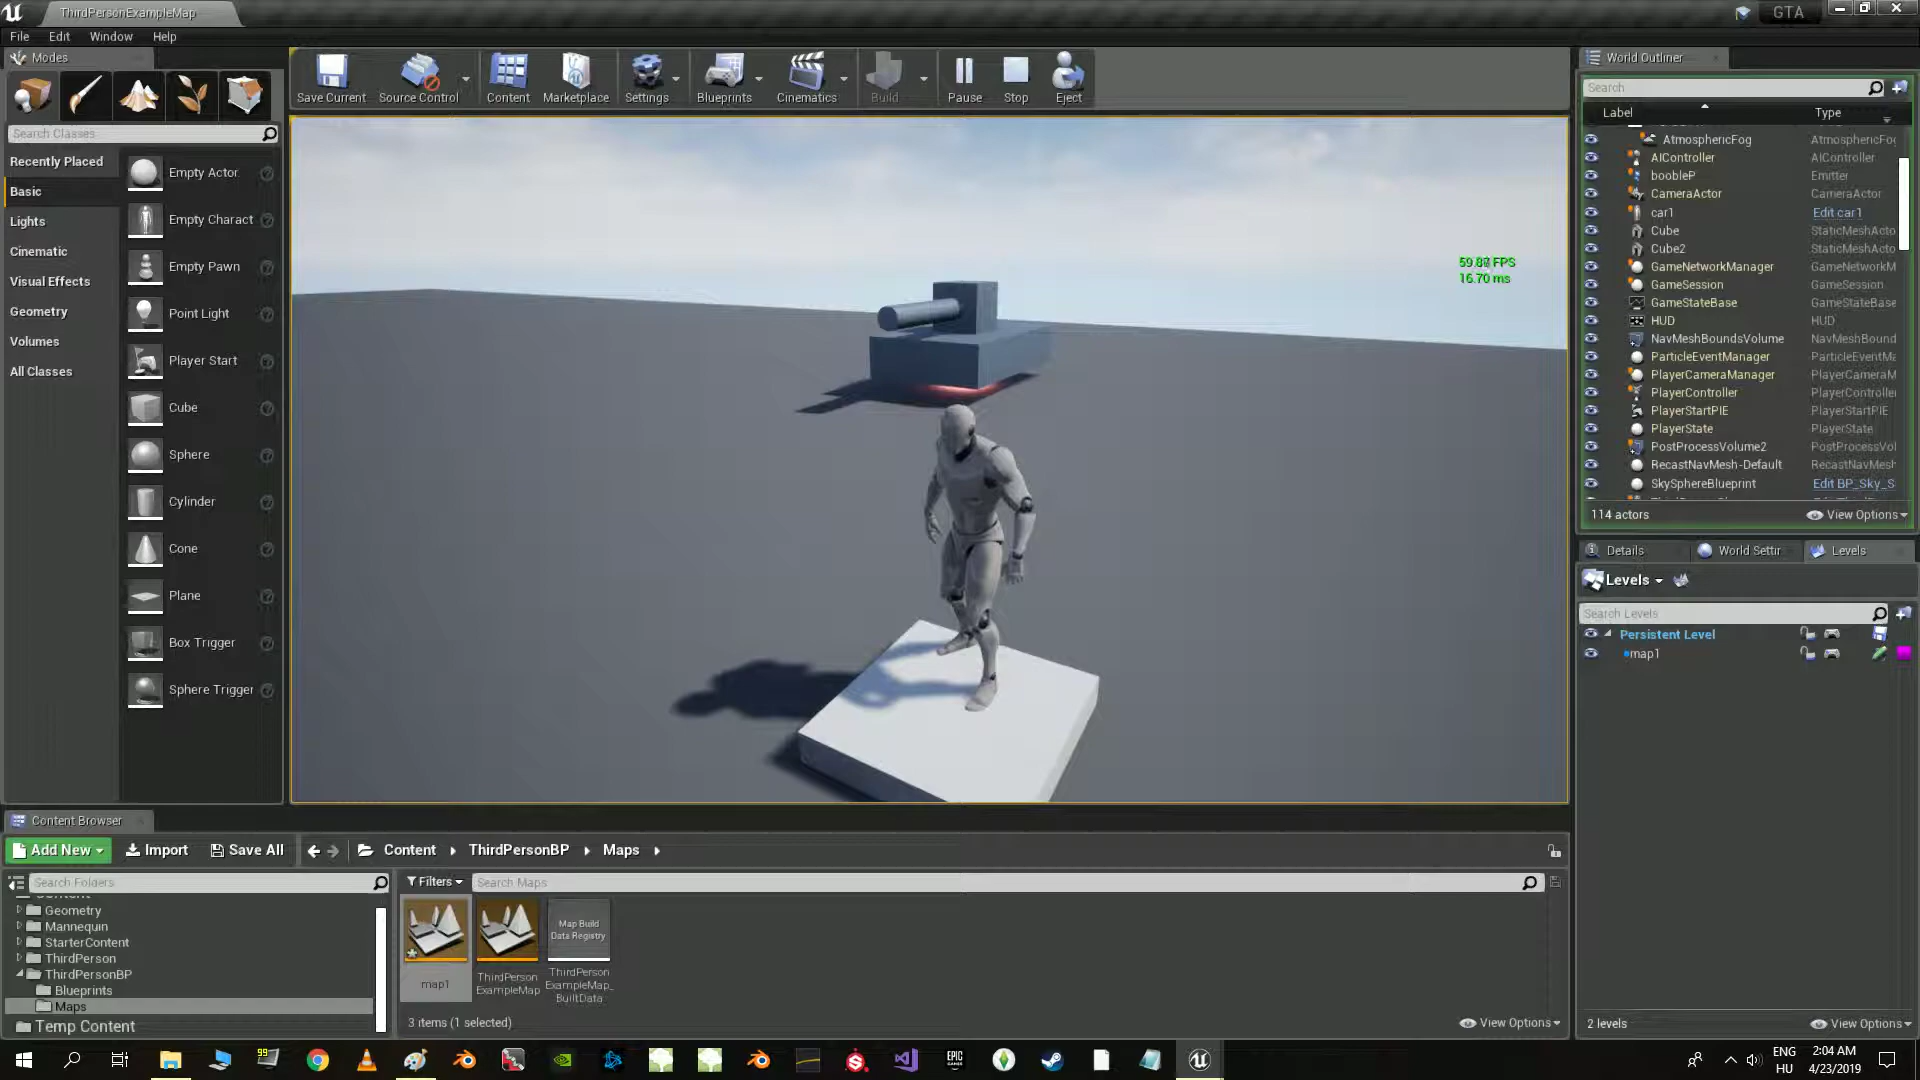 ThirdPersonExampleMap
GTA
File Edit Window Help
Modes
Save Current
Source Control
Content
Marketplace
Settings
Blueprints
Cinematics
Build
Pause
Stop
Eject
Search Classes
Recently Placed
Basic
Lights
Cinematic
Visual Effects
Geometry
Volumes
All Classes
Empty Actor
Empty Charact
Empty Pawn
Point Light
Player Start
Cube
Sphere
Cylinder
Cone
Plane
Box Trigger
Sphere Trigger
FPS
16.70 ms
World Outliner
Search
Label Type
AtmosphericFog AtmosphericFog
AIController AIController
boobleP Emitter
CameraActor CameraActor
car1 Edit car1
Cube StaticMeshActo
Cube2 StaticMeshActo
GameNetworkManager GameNetworkM
GameSession GameSession
GameStateBase GameStateBase
HUD HUD
NavMeshBoundsVolume NavMeshBound
ParticleEventManager ParticleEventMa
PlayerCameraManager PlayerCameraM
PlayerController PlayerController
PlayerStartPIE PlayerStartPIE
PlayerState PlayerState
PostProcessVolume2 PostProcessVol
RecastNavMesh-Default RecastNavMesh
SkySphereBlueprint Edit BP_Sky_S
114 actors View Options
Details
World Settir
Levels
Levels
Search Levels
Persistent Level
map1
2 levels View Options
Content Browser
Add New Import Save All Content ThirdPersonBP Maps
Search Folders
Geometry
Mannequin
StarterContent
ThirdPerson
ThirdPersonBP
Blueprints
Maps
Temp Content
Filters Search Maps
map1
ThirdPerson
ExampleMap
Map Build
Data Registry
ThirdPerson
ExampleMap_
BuiltData
3 items (1 selected) View Options
99
EPIC
GAMES
ENG
HU
2:04 AM
4/23/2019